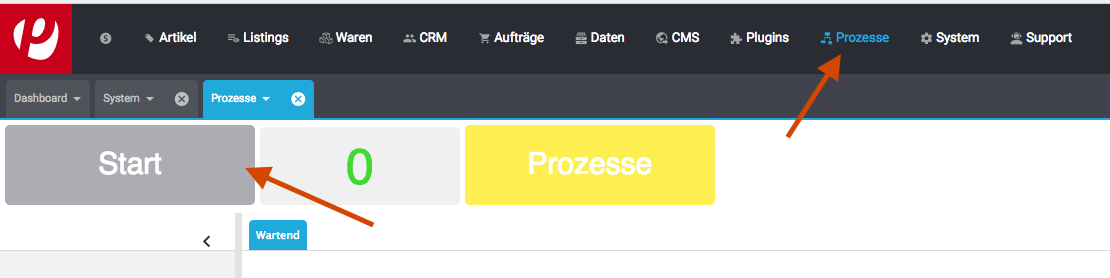 Artikel Listings Waren CRM Aufträge Daten CMS Plugins Prozesse System Support
Dashboard System Prozesse
Start 0 Prozesse
Wartend